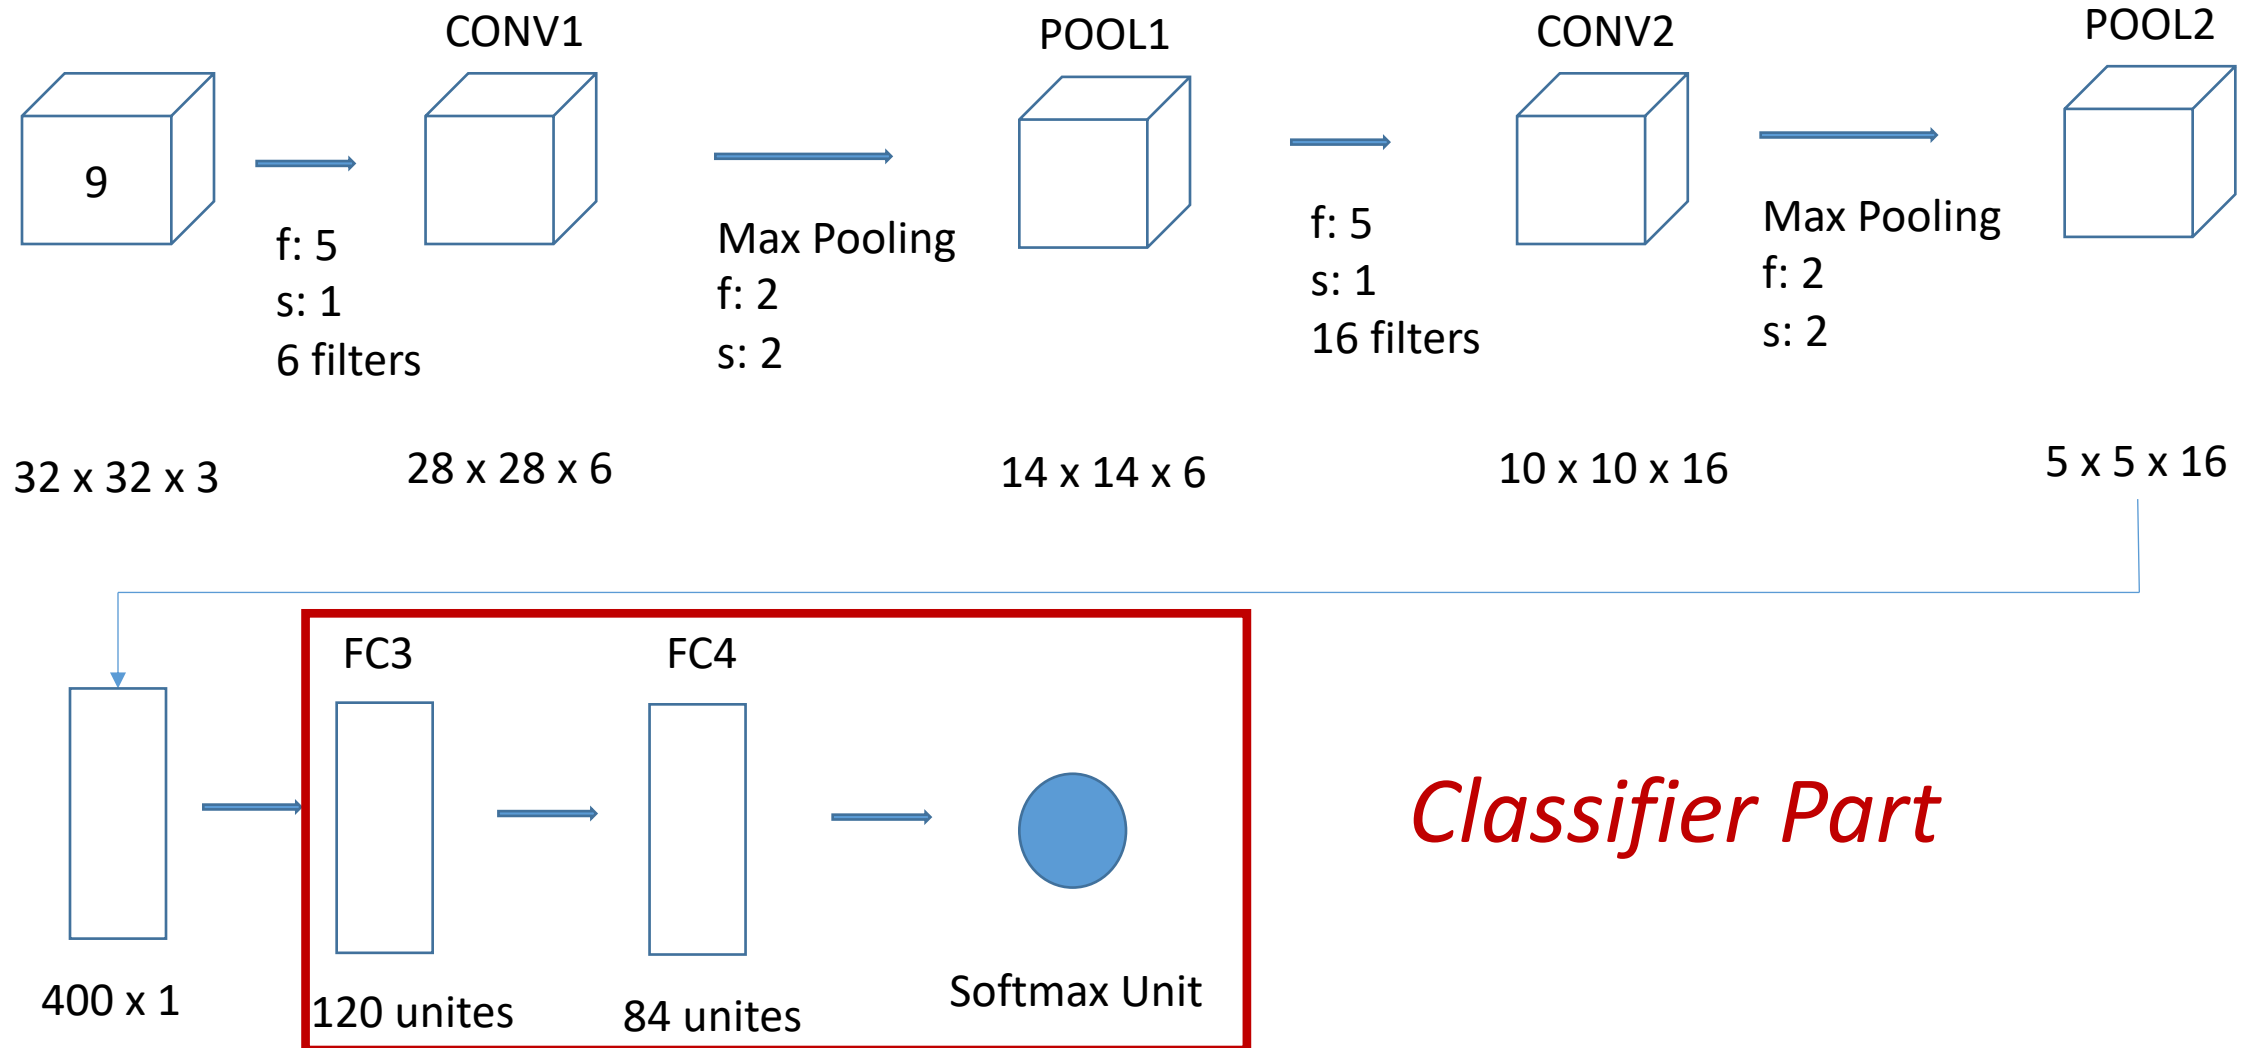 CONV1
POOL1
CONV2
POOL2
9
f: 5
s: 1
6 filters
Max Pooling
f: 2
s: 2
f: 5
s: 1
16 filters
Max Pooling
f: 2
s: 2
32 x 32 x 3
28 x 28 x 6
14 x 14 x 6
10 x 10 x 16
5 x 5 x 16
FC3
FC4
Classifier Part
400 x 1
120 unites
84 unites
Softmax Unit